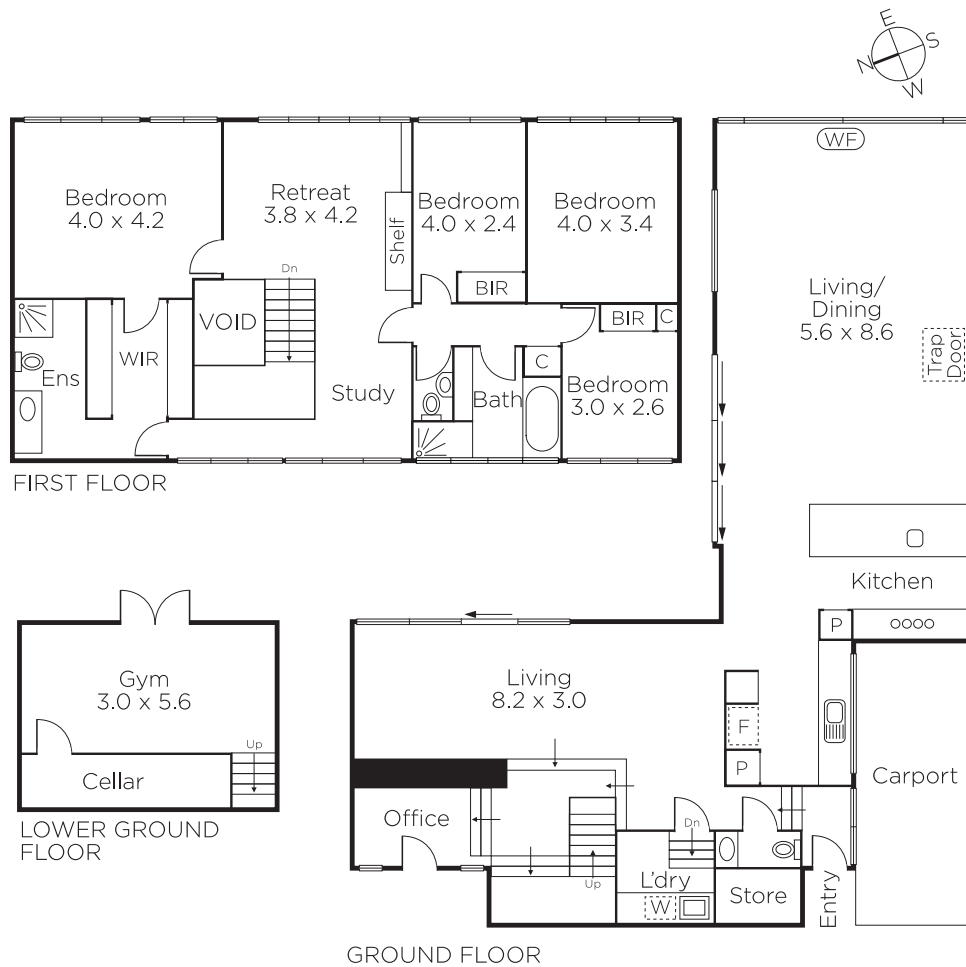 E
N
S
W
WF
Bedroom
4.0 x 4.2
Retreat
3.8 x 4.2
Shelf
Bedroom
4.0 x 2.4
Bedroom
4.0 x 3.4
Dn
BIR
VOID
BIR
C
Living/
Dining
5.6 x 8.6
Trap
Door
WIR
Ens
Study
C
Bath
Bedroom
3.0 x 2.6
FIRST FLOOR
Kitchen
P
Gym
3.0 x 5.6
Living
8.2 x 3.0
F
P
Up
Cellar
Carport
LOWER GROUND
FLOOR
Office
Dn
Up
L'dry
W
Store
Entry
GROUND FLOOR